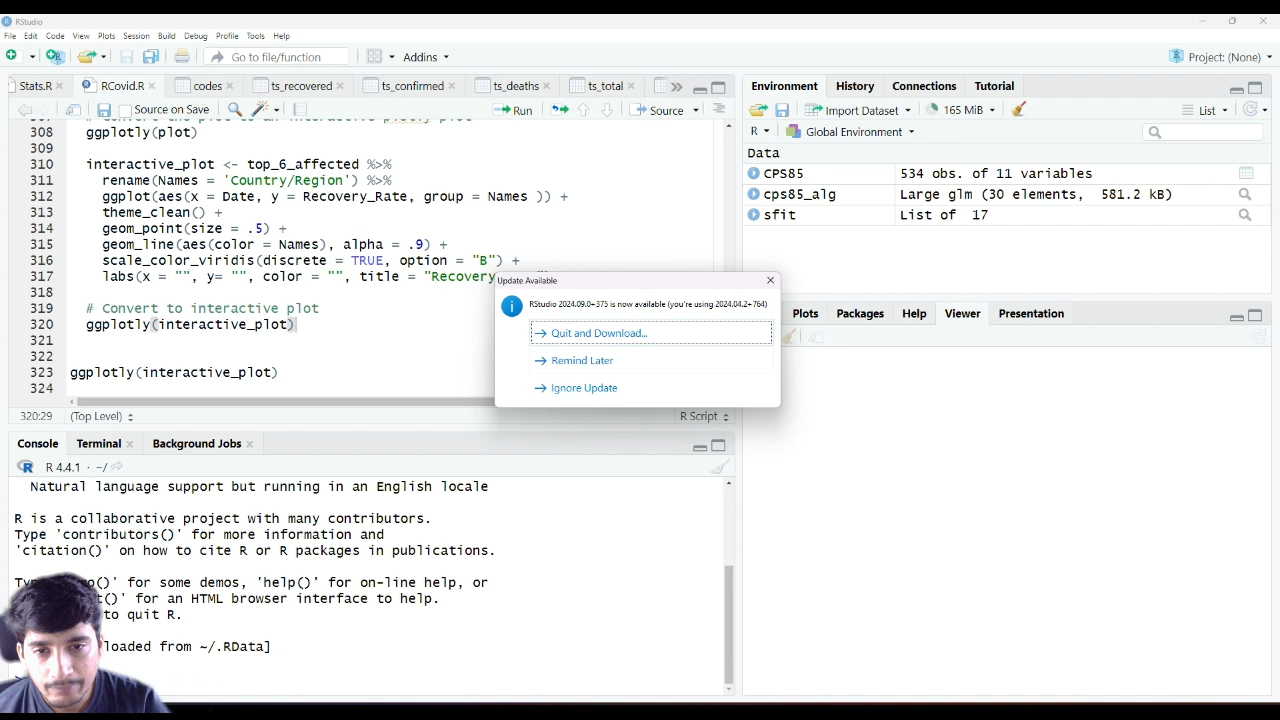 RStudio
File Edit Code View Plots Session Build Debug Profile Tools Help
Go to file/function Addins Project: (None)
Stats.R RCovid.R codes ts_recovered ts_confirmed ts_deaths ts_total
Source on Save Run Source
308 ggplotly(plot)
309
310 interactive_plot <- top_6_affected %>%
311 rename(Names = 'Country/Region') %>%
312 ggplot(aes(x = Date, y = Recovery_Rate, group = Names )) +
313 theme_clean() +
314 geom_point(size = .5) +
315 geom_line(aes(color = Names), alpha = .9) +
316 scale_color_viridis(discrete = TRUE, option = "B") +
317 labs(x = "", y= "", color = "", title = "Recovery
318
319 # Convert to interactive plot
320 ggplotly(interactive_plot)
321
322
323 ggplotly(interactive_plot)
324
320:29 (Top Level) R Script
Console Terminal Background Jobs
R 4.4.1 · ~/
Natural language support but running in an English locale
R is a collaborative project with many contributors.
Type 'contributors()' for more information and
'citation()' on how to cite R or R packages in publications.
()' for some demos, 'help()' for on-line help, or
()' for an HTML browser interface to help.
to quit R.
loaded from ~/.RData]
Environment History Connections Tutorial
Import Dataset 165 MiB List
R Global Environment
Data
CPS85 534 obs. of 11 variables
cps85_alg Large glm (30 elements, 581.2 kB)
sfit List of 17
Plots Packages Help Viewer Presentation
Update Available
RStudio 2024.09.0+375 is now available (you're using 2024.04.2+764)
Quit and Download...
Remind Later
Ignore Update